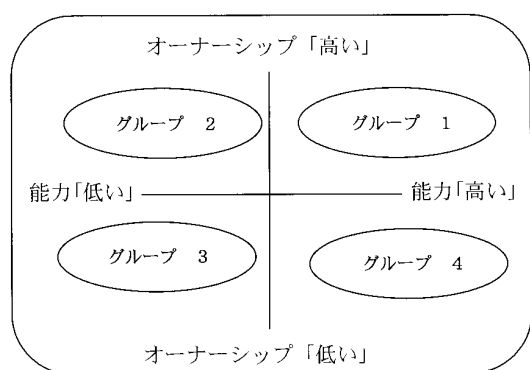 オーナーシップ「高い」
グループ 2
グループ 1
能力「低い」
能力「高い」
グループ 3
グループ 4
オーナーシップ「低い」